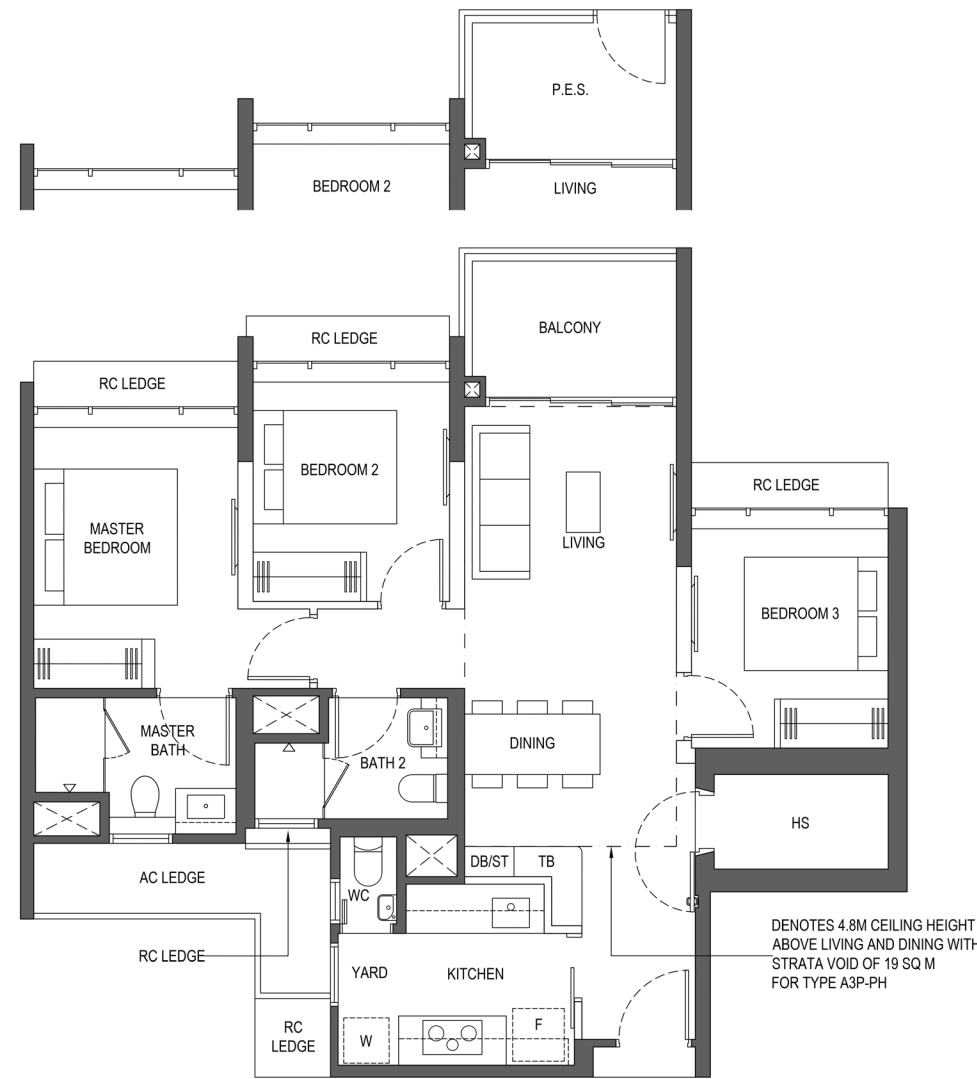 P.E.S.
BEDROOM 2
LIVING
BALCONY
RC LEDGE
RC LEDGE
BEDROOM 2
RC LEDGE
MASTER
BEDROOM
LIVING
BEDROOM 3
MASTER
BATH
DINING
BATH 2
HS
DB/ST
TB
AC LEDGE
WC
DENOTES 4.8M CEILING HEIGHT
ABOVE LIVING AND DINING WITH
STRATA VOID OF 19 SQ M
FOR TYPE A3P-PH
RC LEDGE
YARD
KITCHEN
RC
LEDGE
W
F